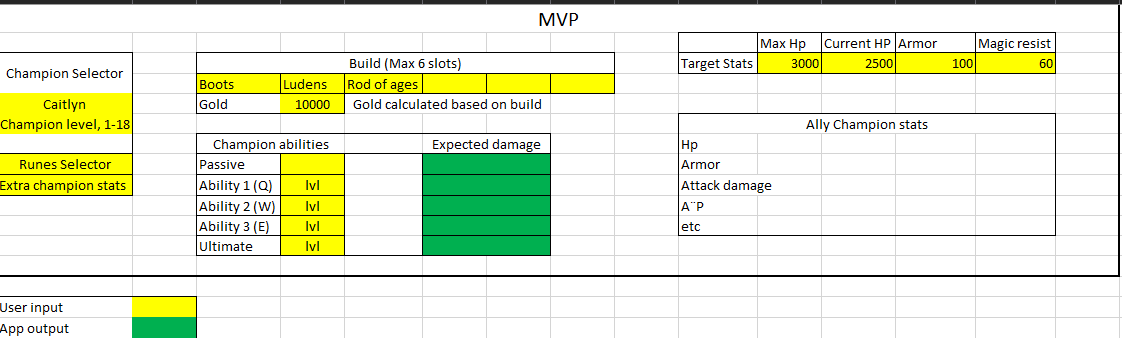 MVP
Max Hp Current HP Armor Magic resist
Champion Selector Build (Max 6 slots) Target Stats 3000 2500 100 60
Boots Ludens Rod of ages
Caitlyn Gold 10000 Gold calculated based on build
Champion level, 1-18 Ally Champion stats
Champion abilities Expected damage Hp
Runes Selector Passive Armor
Extra champion stats Ability 1 (Q) lvl Attack damage
Ability 2 (W) lvl A¨P
Ability 3 (E) lvl etc
Ultimate lvl
User input
App output